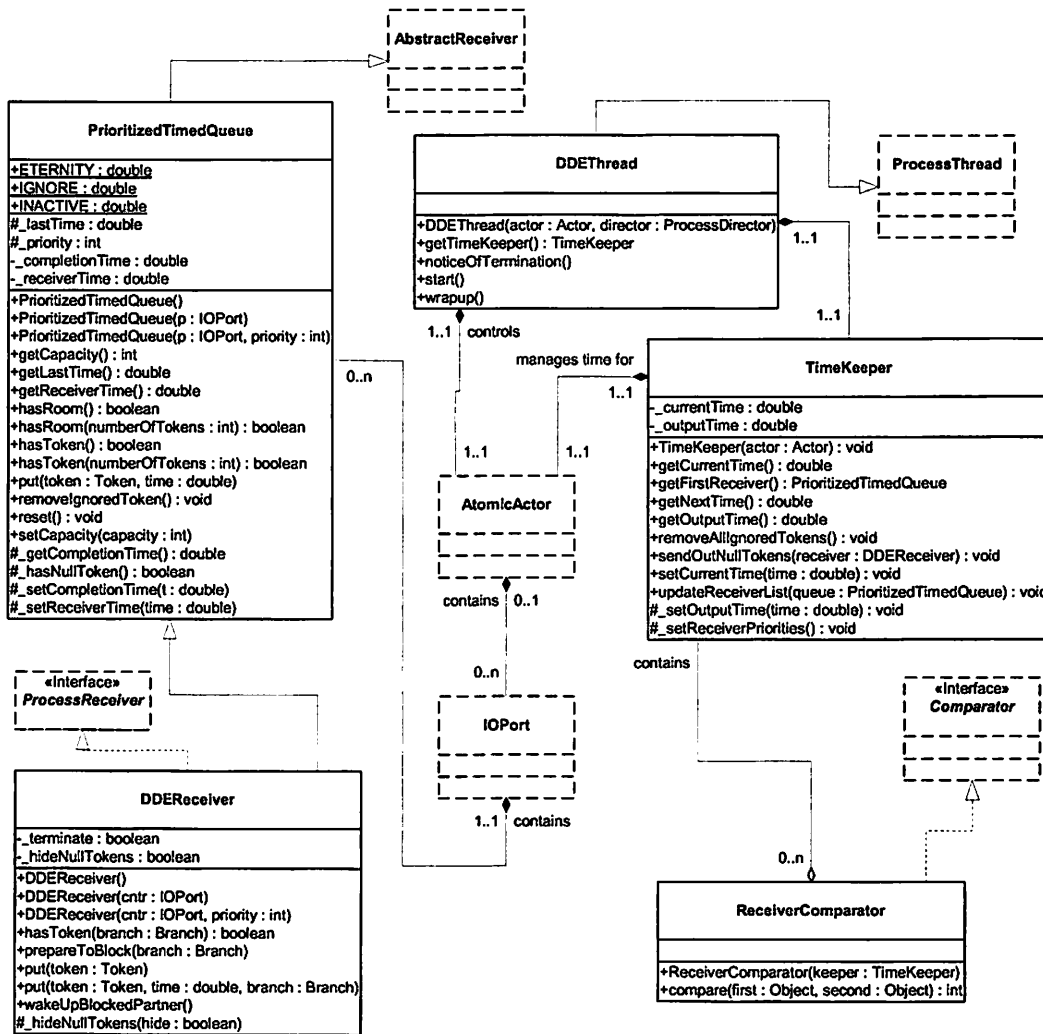 AbstractReceiver
PrioritizedTimedQueue
+ETERNITY : double
+IGNORE : double
+INACTIVE : double
#_lastTime : double
#_priority : int
-_completionTime : double
-_receiverTime : double
+PrioritizedTimedQueue()
+PrioritizedTimedQueue(p : IOPort)
+PrioritizedTimedQueue(p : IOPort, priority : int)
+getCapacity() : int
+getLastTime() : double
+getReceiverTime() : double
+hasRoom() : boolean
+hasRoom(numberOfTokens : int) : boolean
+hasToken() : boolean
+hasToken(numberOfTokens : int) : boolean
+put(token : Token, time : double)
+removeIgnoredToken() : void
+reset() : void
+setCapacity(capacity : int)
#_getCompletionTime() : double
#_hasNullToken() : boolean
#_setCompletionTime(t : double)
#_setReceiverTime(time : double)
DDEThread
+DDEThread(actor : Actor, director : ProcessDirector)
+getTimeKeeper() : TimeKeeper
+noticeOfTermination()
+start()
+wrapup()
ProcessThread
1..1
1..1
1..1 controls
manages time for
1..1
0..n
1..1
1..1
TimeKeeper
-_currentTime : double
-_outputTime : double
+TimeKeeper(actor : Actor) : void
+getCurrentTime() : double
+getFirstReceiver() : PrioritizedTimedQueue
+getNextTime() : double
+getOutputTime() : double
+removeAllIgnoredTokens() : void
+sendOutNullTokens(receiver : DDEReceiver) : void
+setCurrentTime(time : double) : void
+updateReceiverList(queue : PrioritizedTimedQueue) : void
#_setOutputTime(time : double) : void
#_setReceiverPriorities() : void
AtomicActor
contains
0..1
0..n
IOPort
1..1 contains
contains
0..n
«Interface»
ProcessReceiver
«Interface»
Comparator
DDEReceiver
-_terminate : boolean
-_hideNullTokens : boolean
+DDEReceiver()
+DDEReceiver(cntr : IOPort)
+DDEReceiver(cntr : IOPort, priority : int)
+hasToken(branch : Branch) : boolean
+prepareToBlock(branch : Branch)
+put(token : Token)
+put(token : Token, time : double, branch : Branch)
+wakeUpBlockedPartner()
#_hideNullTokens(hide : boolean)
ReceiverComparator
+ReceiverComparator(keeper : TimeKeeper)
+compare(first : Object, second : Object) : int